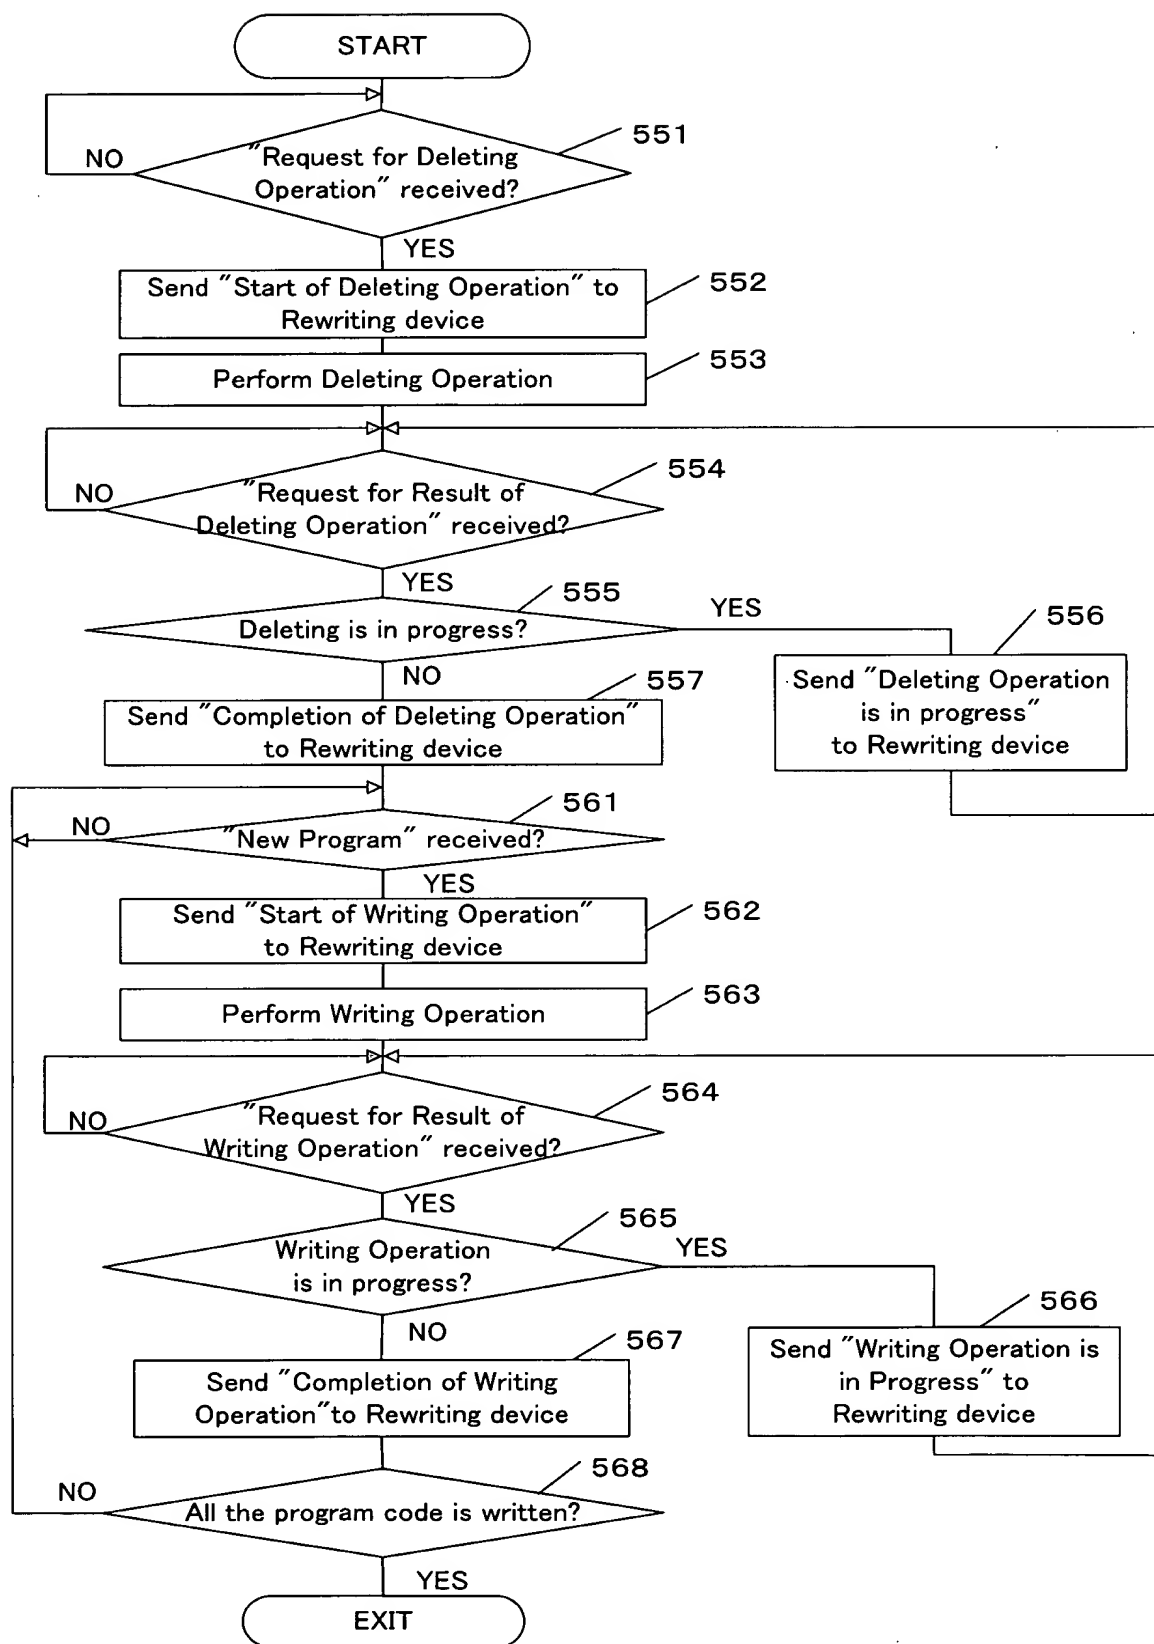 START
551
NO
″Request for Deleting
Operation″ received?
YES
Send ″Start of Deleting Operation″ to
Rewriting device
552
Perform Deleting Operation
553
554
NO
″Request for Result of
Deleting Operation″ received?
YES
555
YES
Deleting is in progress?
556
NO
557
Send ″Deleting Operation
is in progress″
to Rewriting device
Send ″Completion of Deleting Operation″
to Rewriting device
561
NO
″New Program″ received?
YES
Send ″Start of Writing Operation″
to Rewriting device
562
Perform Writing Operation
563
564
NO
″Request for Result of
Writing Operation″ received?
YES
565
YES
Writing Operation
is in progress?
566
NO
567
Send ″Writing Operation is
in Progress″ to
Rewriting device
Send ″Completion of Writing
Operation″to Rewriting device
568
NO
All the program code is written?
YES
EXIT